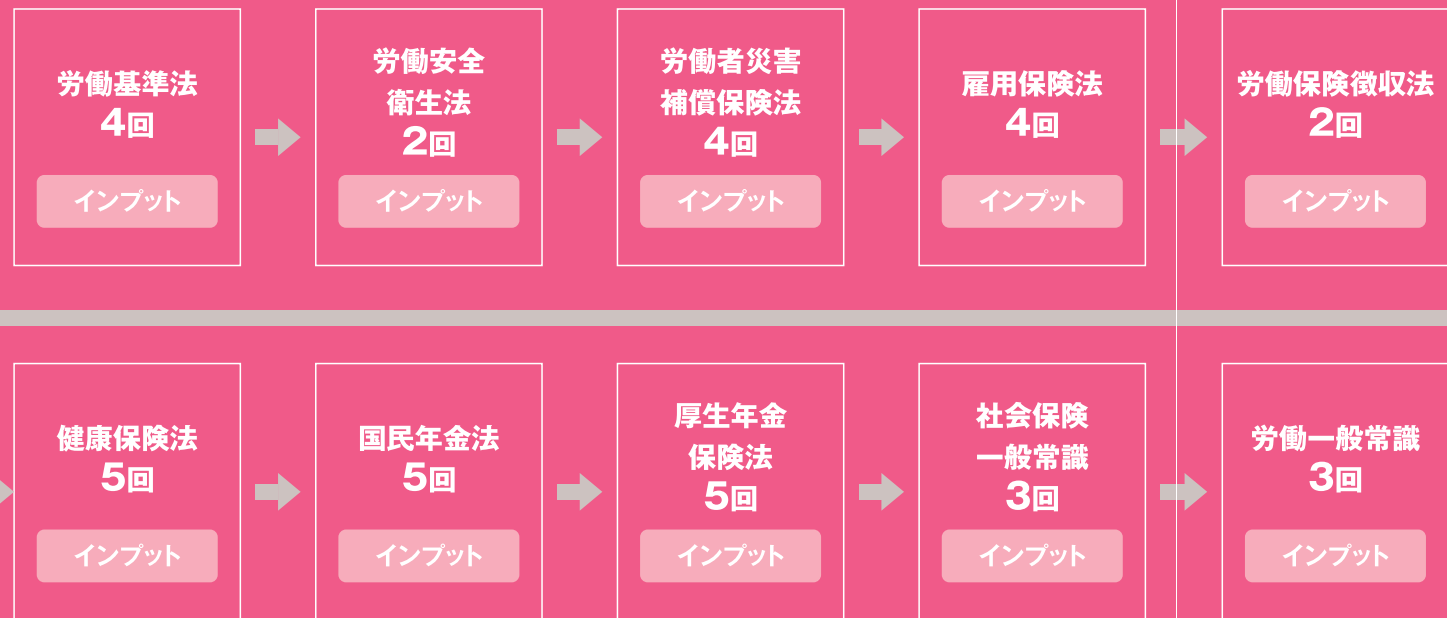 労働基準法
4回
インプット
労働安全
衛生法
2回
インプット
労働者災害
補償保険法
4回
インプット
雇用保険法
4回
インプット
労働保険徴収法
2回
インプット
健康保険法
5回
インプット
国民年金法
5回
インプット
厚生年金
保険法
5回
インプット
社会保険
一般常識
3回
インプット
労働一般常識
3回
インプット